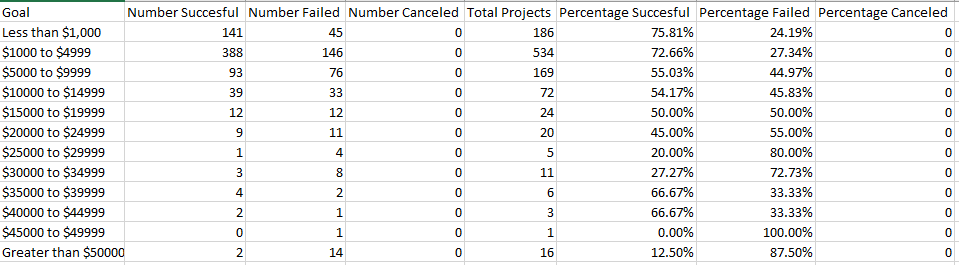 Goal Number Succesful Number Failed Number Canceled Total Projects Percentage Succesful Percentage Failed Percentage Canceled
Less than $1,000 141 45 0 186 75.81% 24.19% 0
$1000 to $4999 388 146 0 534 72.66% 27.34% 0
$5000 to $9999 93 76 0 169 55.03% 44.97% 0
$10000 to $14999 39 33 0 72 54.17% 45.83% 0
$15000 to $19999 12 12 0 24 50.00% 50.00% 0
$20000 to $24999 9 11 0 20 45.00% 55.00% 0
$25000 to $29999 1 4 0 5 20.00% 80.00% 0
$30000 to $34999 3 8 0 11 27.27% 72.73% 0
$35000 to $39999 4 2 0 6 66.67% 33.33% 0
$40000 to $44999 2 1 0 3 66.67% 33.33% 0
$45000 to $49999 0 1 0 1 0.00% 100.00% 0
Greater than $50000 2 14 0 16 12.50% 87.50% 0